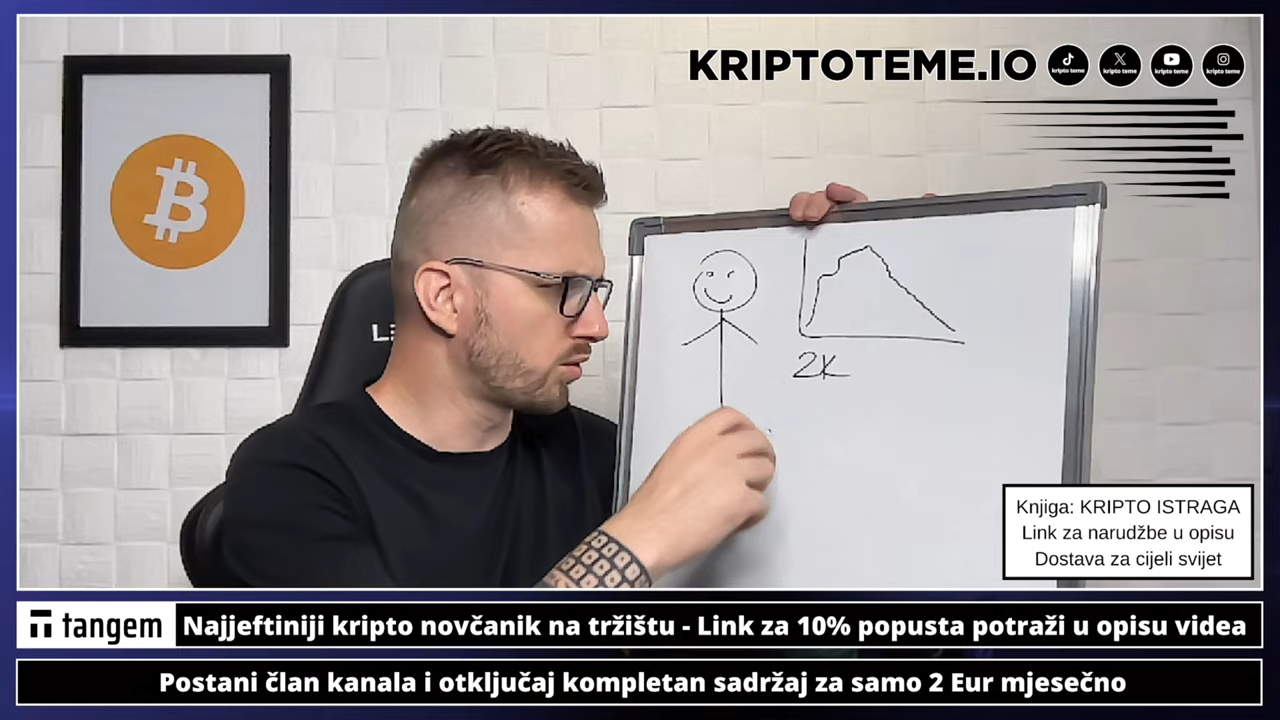 KRIPTOTEME.IO
kripto teme
kripto teme
kripto teme
kripto teme
2K
Knjiga: KRIPTO ISTRAGA
Link za narudžbe u opisu
Dostava za cijeli svijet
tangem
Najjeftiniji kripto novčanik na tržištu - Link za 10% popusta potraži u opisu videa
Postani član kanala i otključaj kompletan sadržaj za samo 2 Eur mjesečno